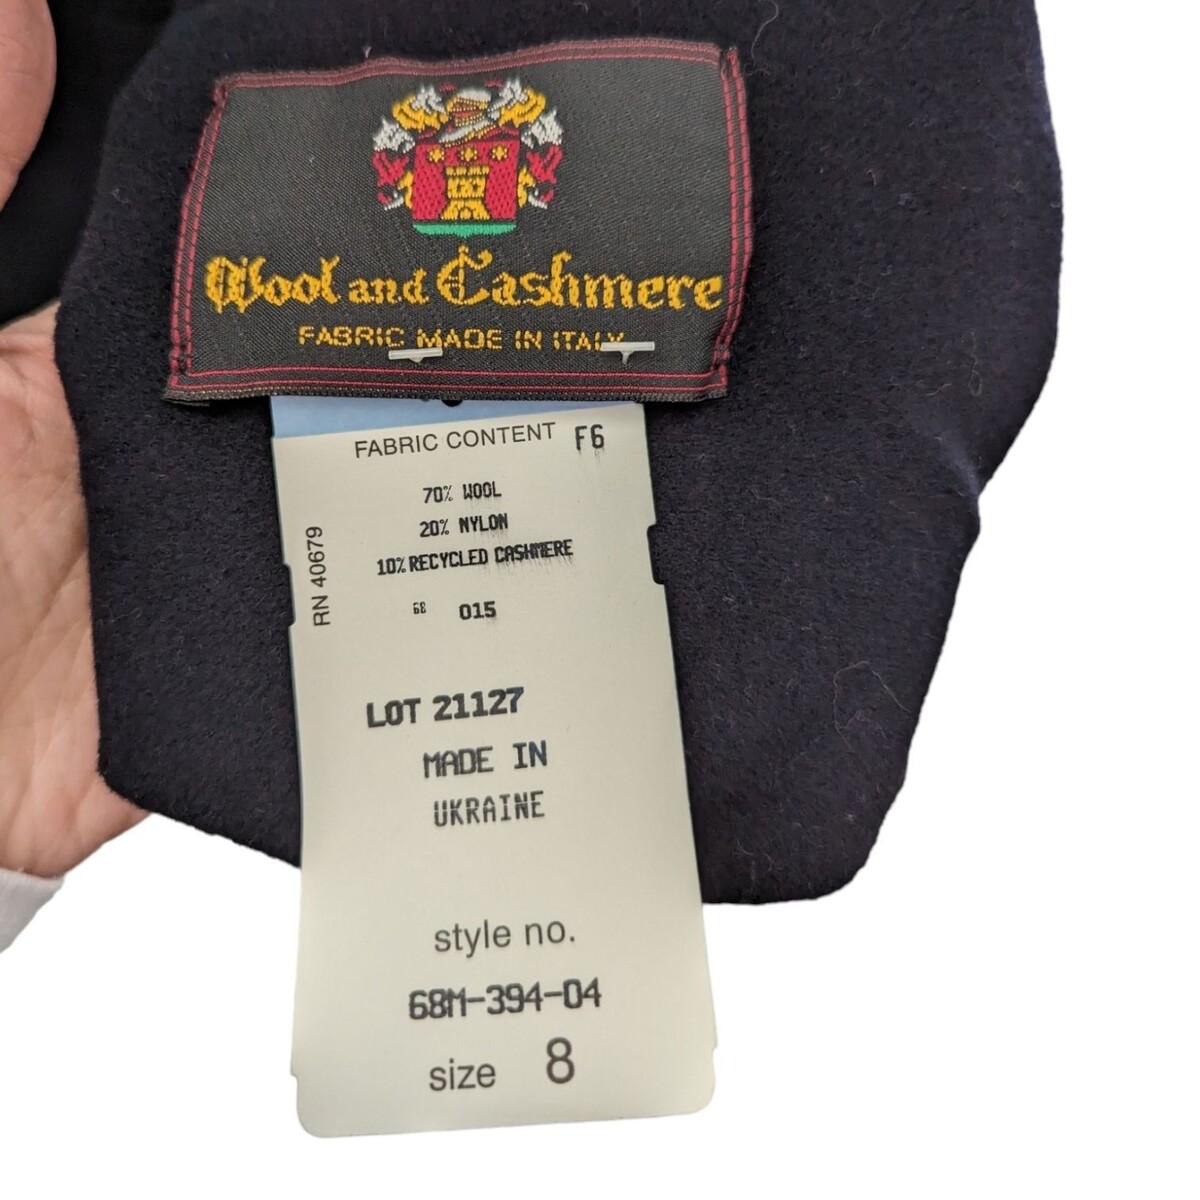 Wool and Cashmere
FABRIC MADE IN ITALY
FABRIC CONTENT F6
70% WOOL
20% NYLON
10% RECYCLED CASHMERE
68 015
RN 40679
LOT 21127
MADE IN
UKRAINE
style no.
68M-394-04
size 8